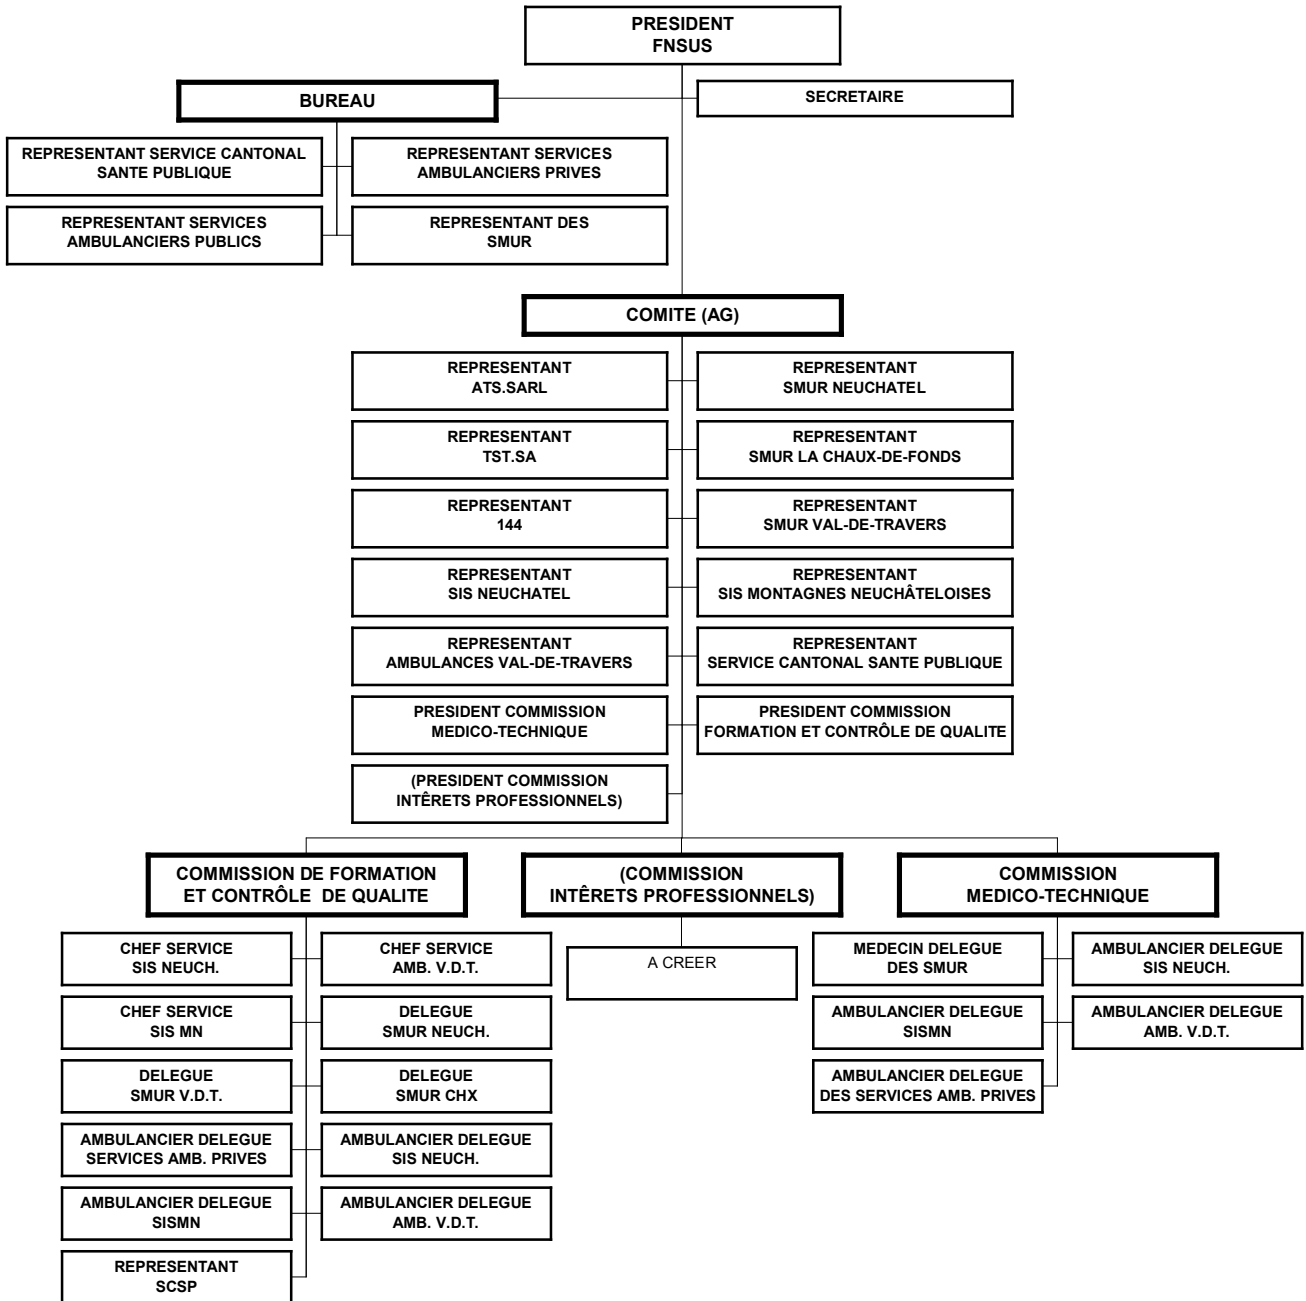 PRESIDENT
FNSUS
BUREAU
SECRETAIRE
REPRESENTANT SERVICE CANTONAL
SANTE PUBLIQUE
REPRESENTANT SERVICES
AMBULANCIERS PRIVES
REPRESENTANT SERVICES
AMBULANCIERS PUBLICS
REPRESENTANT DES
SMUR
COMITE (AG)
REPRESENTANT
ATS.SARL
REPRESENTANT
SMUR NEUCHATEL
REPRESENTANT
TST.SA
REPRESENTANT
SMUR LA CHAUX-DE-FONDS
REPRESENTANT
144
REPRESENTANT
SMUR VAL-DE-TRAVERS
REPRESENTANT
SIS NEUCHATEL
REPRESENTANT
SIS MONTAGNES NEUCHÂTELOISES
REPRESENTANT
AMBULANCES VAL-DE-TRAVERS
REPRESENTANT
SERVICE CANTONAL SANTE PUBLIQUE
PRESIDENT COMMISSION
MEDICO-TECHNIQUE
PRESIDENT COMMISSION
FORMATION ET CONTRÔLE DE QUALITE
(PRESIDENT COMMISSION
INTÊRETS PROFESSIONNELS)
COMMISSION DE FORMATION
ET CONTRÔLE  DE QUALITE
(COMMISSION
INTÊRETS PROFESSIONNELS)
COMMISSION
MEDICO-TECHNIQUE
CHEF SERVICE
SIS NEUCH.
CHEF SERVICE
AMB. V.D.T.
A CREER
MEDECIN DELEGUE
DES SMUR
AMBULANCIER DELEGUE
SIS NEUCH.
CHEF SERVICE
SIS MN
DELEGUE
SMUR NEUCH.
AMBULANCIER DELEGUE
SISMN
AMBULANCIER DELEGUE
AMB. V.D.T.
DELEGUE
SMUR V.D.T.
DELEGUE
SMUR CHX
AMBULANCIER DELEGUE
DES SERVICES AMB. PRIVES
AMBULANCIER DELEGUE
SERVICES AMB. PRIVES
AMBULANCIER DELEGUE
SIS NEUCH.
AMBULANCIER DELEGUE
SISMN
AMBULANCIER DELEGUE
AMB. V.D.T.
REPRESENTANT
SCSP